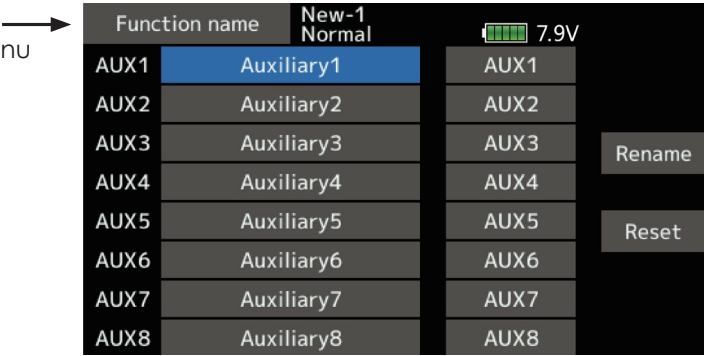 Function name New-1
Normal 7.9V
nu
AUX1 Auxiliary1 AUX1
AUX2 Auxiliary2 AUX2
AUX3 Auxiliary3 AUX3
Rename
AUX4 Auxiliary4 AUX4
AUX5 Auxiliary5 AUX5
Reset
AUX6 Auxiliary6 AUX6
AUX7 Auxiliary7 AUX7
AUX8 Auxiliary8 AUX8